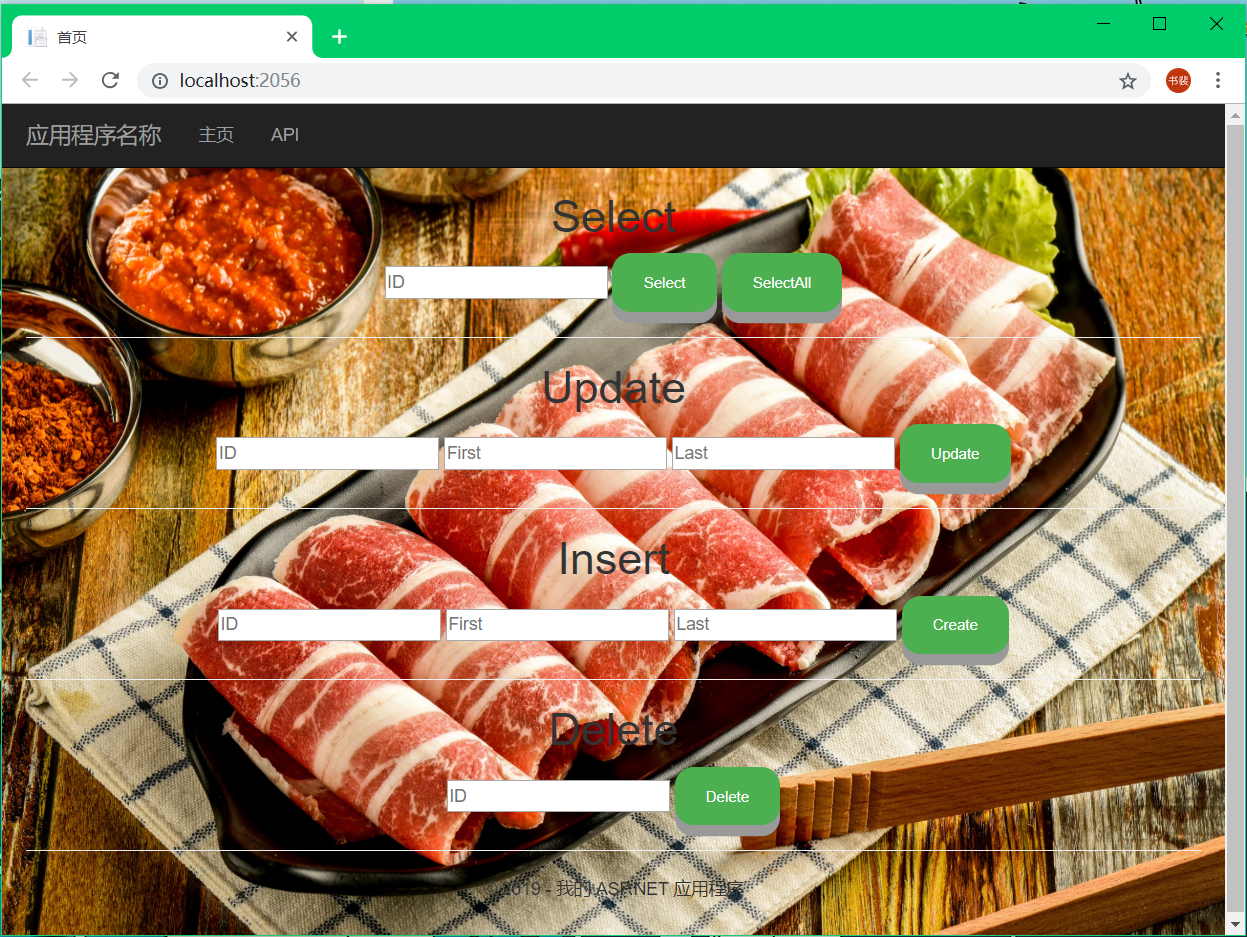 首页
localhost:2056
书裴
应用程序名称 主页 API
Select
ID Select SelectAll
Update
ID First Last Update
Insert
ID First Last Create
Delete
ID Delete
© 2019 - 我的 ASP.NET 应用程序